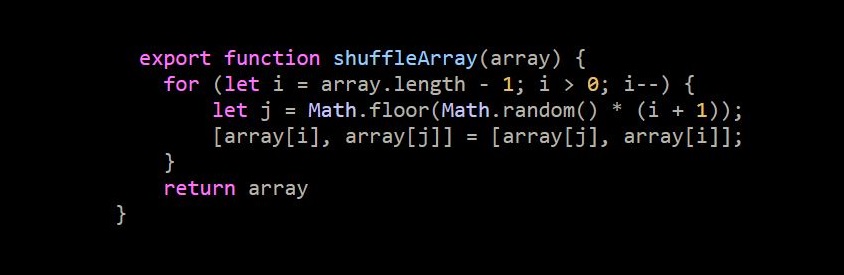 export function shuffleArray(array) {
for (let i = array.length - 1; i > 0; i--) {
let j = Math.floor(Math.random() * (i + 1));
[array[i], array[j]] = [array[j], array[i]];
}
return array
}